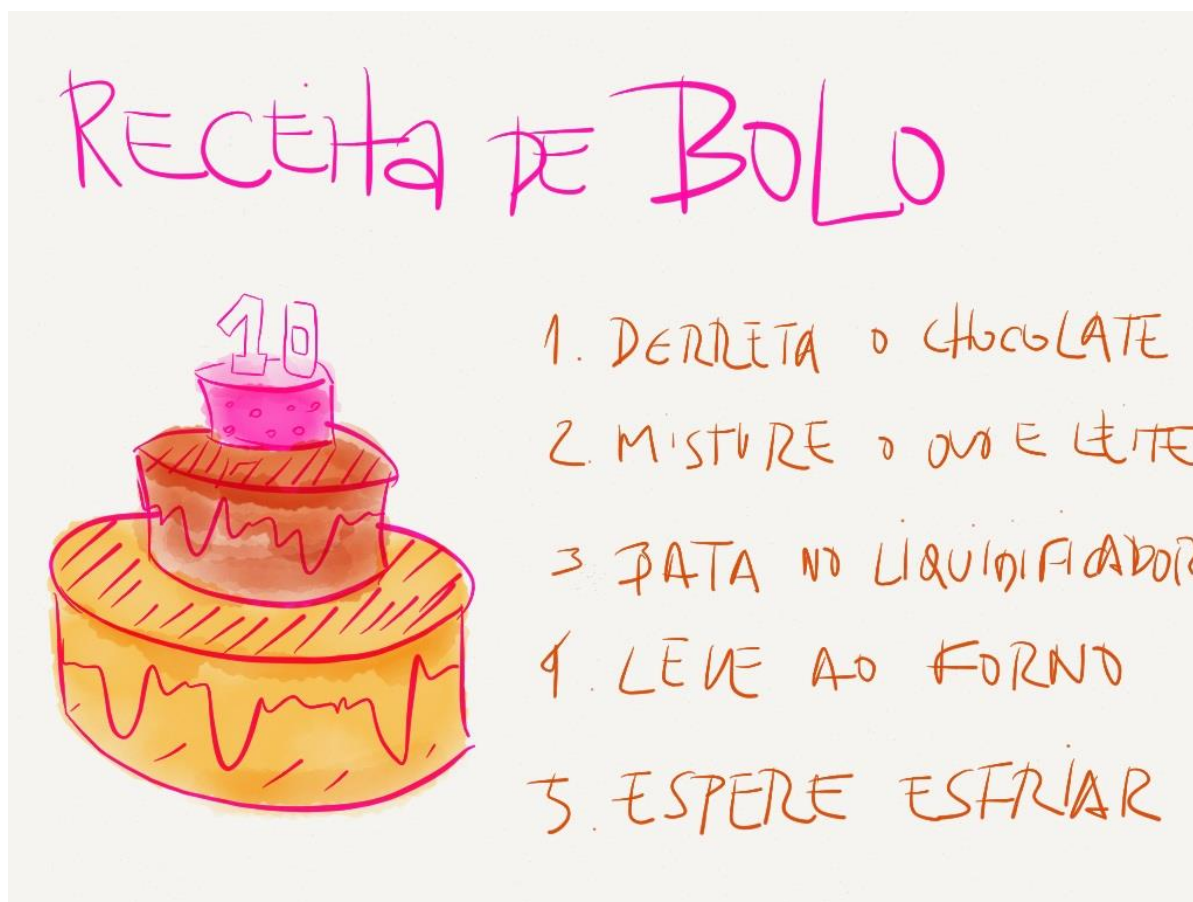 RECEITA DE BOLO
10
1. DERRETA O CHOCOLATE
2. MISTURE O OVO E LEITE
3 BATA NO LIQUIDIFICADOR
4. LEVE AO FORNO
5. ESPERE ESFRIAR